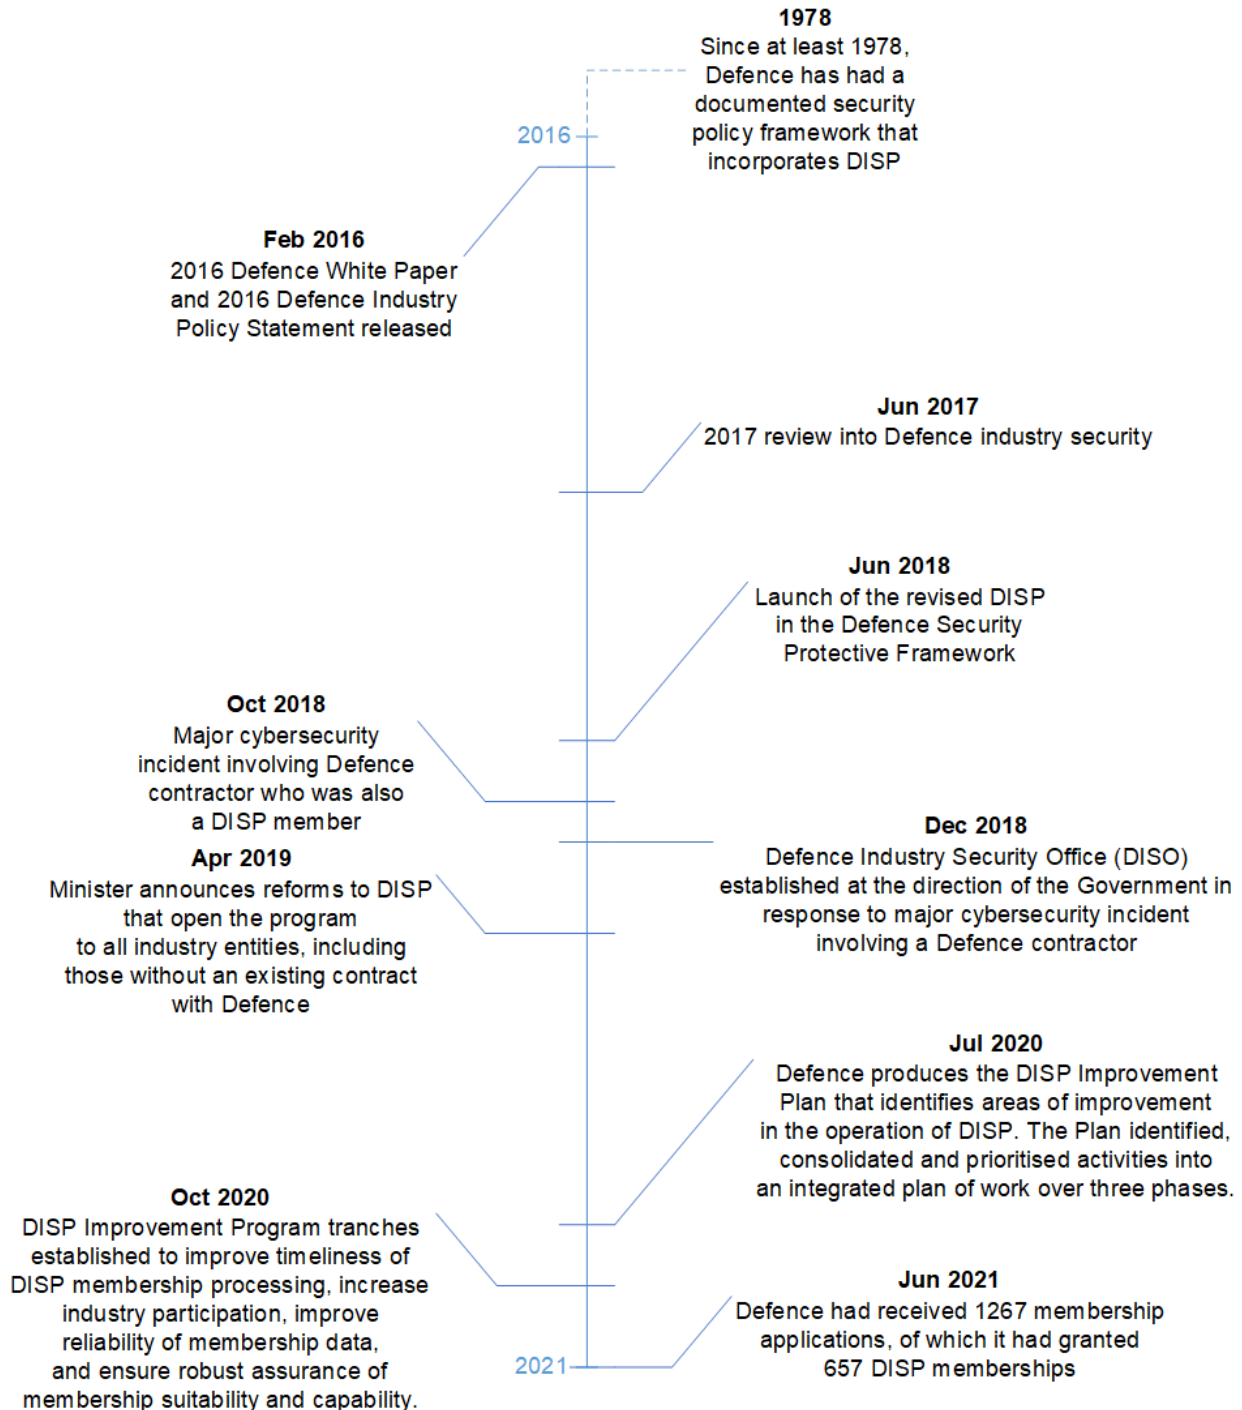 1978
Since at least 1978,
Defence has had a
documented security
policy framework that
incorporates DISP
2016
Feb 2016
2016 Defence White Paper
and 2016 Defence Industry
Policy Statement released
Jun 2017
2017 review into Defence industry security
Jun 2018
Launch of the revised DISP
in the Defence Security
Protective Framework
Oct 2018
Major cybersecurity
incident involving Defence
contractor who was also
a DISP member
Dec 2018
Defence Industry Security Office (DISO)
established at the direction of the Government in
response to major cybersecurity incident
involving a Defence contractor
Apr 2019
Minister announces reforms to DISP
that open the program
to all industry entities, including
those without an existing contract
with Defence
Jul 2020
Defence produces the DISP Improvement
Plan that identifies areas of improvement
in the operation of DISP. The Plan identified,
consolidated and prioritised activities into
an integrated plan of work over three phases.
Oct 2020
DISP Improvement Program tranches
established to improve timeliness of
DISP membership processing, increase
industry participation, improve
reliability of membership data,
and ensure robust assurance of
membership suitability and capability.
Jun 2021
Defence had received 1267 membership
applications, of which it had granted
657 DISP memberships
2021